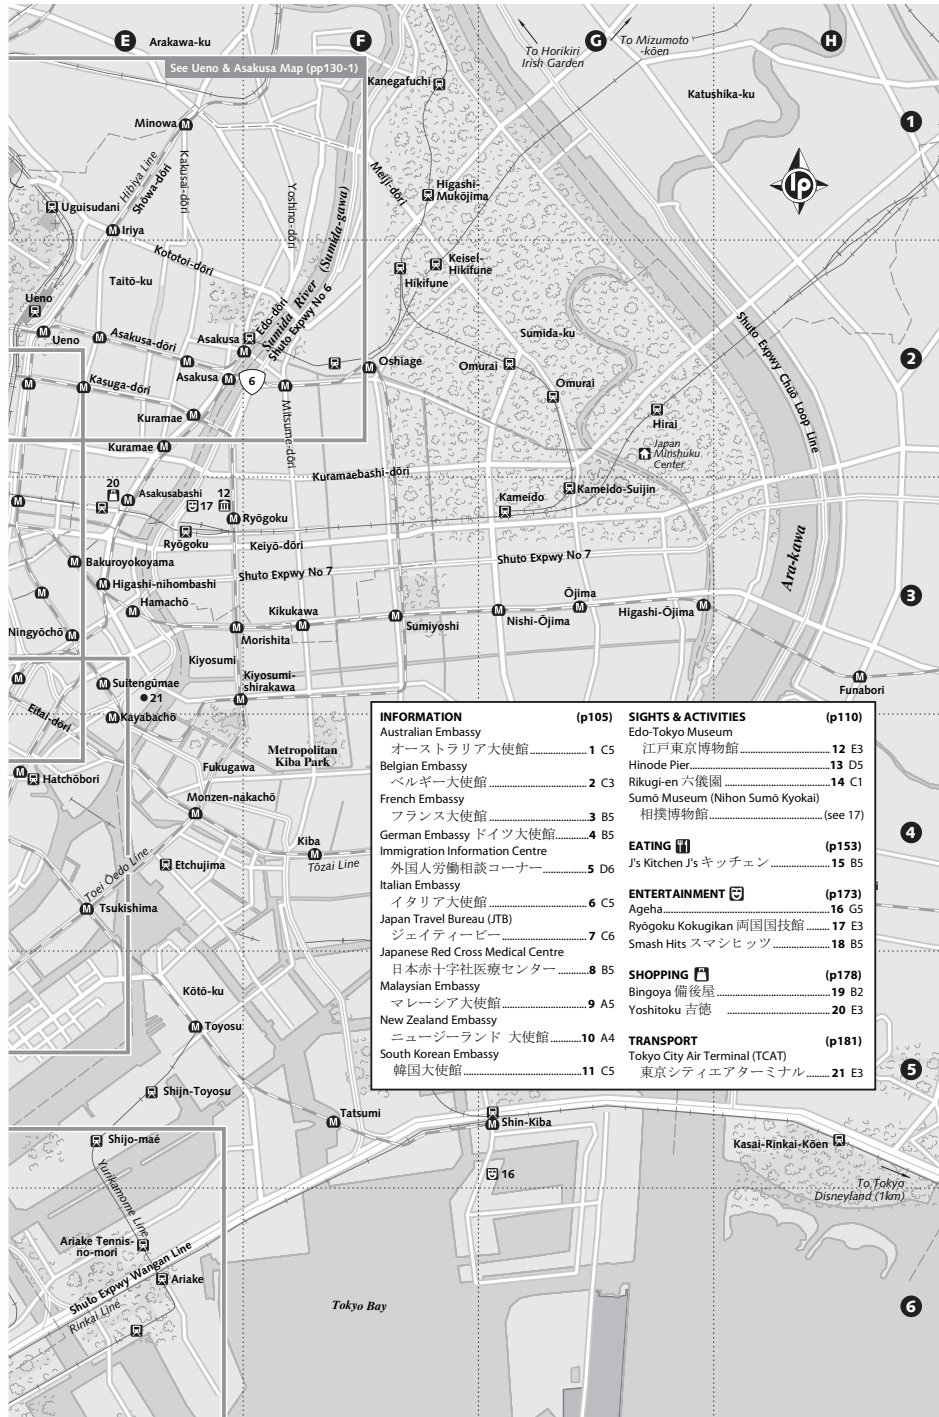 E
F
G
H
Arakawa-ku
To Horikiri
Irish Garden
To Mizumoto
-kōen
See Ueno & Asakusa Map (pp130-1)
Kanegafuchi
Katushika-ku
1
Minowa
Hibiya Line
Shōwa-dōri
Kakusai-dōri
Yoshino-dōri
Meiji-dōri
Sumida River (Sumida-gawa)
lp
Higashi-
Mukōjima
Uguisudani
Iriya
Kototoi-dōri
Keisel-
Hikifune
Hikifune
Taitō-ku
Ueno
Edo-dōri
Shuto Expwy No 6
Shuto Expwy Chūō Loop Line
Ueno
Asakusa-dōri
Asakusa
Sumida-ku
2
Oshiage
Omurai
Asakusa
6
Omurai
Kasuga-dōri
Mitsume-dōri
Kuramae
Hirai
Kuramae
Japan
Minshuku
Center
Kuramaebashi-dōri
20
Asakusabashi
12
17
Kameido
Kameido-Suijin
Ryōgoku
Ryōgoku
Keiyō-dōri
Ara-kawa
Bakuroyokoyama
Shuto Expwy No 7
Shuto Expwy No 7
Higashi-nihombashi
Hamachō
Kikukawa
Ōjima
Higashi-Ōjima
3
Ningyōchō
Morishita
Sumiyoshi
Nishi-Ōjima
Kiyosumi
Suitengūmae
Kiyosumi-
shirakawa
21
Funabori
Eitai-dōri
Kayabachō
Metropolitan
Kiba Park
Hatchōbori
Fukugawa
Monzen-nakachō
Kiba
Tōzai Line
4
Etchujima
Toei Ōedo Line
Tsukishima
i
Kōtō-ku
Toyosu
5
INFORMATION (p105)
Australian Embassy
オーストラリア大使館 1 C5
Belgian Embassy
ベルギー大使館 2 C3
French Embassy
フランス大使館 3 B5
German Embassy ドイツ大使館 4 B5
Immigration Information Centre
外国人労働相談コーナー 5 D6
Italian Embassy
イタリア大使館 6 C5
Japan Travel Bureau (JTB)
ジェイティービー 7 C6
Japanese Red Cross Medical Centre
日本赤十字社医療センター 8 B5
Malaysian Embassy
マレーシア大使館 9 A5
New Zealand Embassy
ニュージーランド 大使館 10 A4
South Korean Embassy
韓国大使館 11 C5
SIGHTS & ACTIVITIES (p110)
Edo-Tokyo Museum
江戸東京博物館 12 E3
Hinode Pier 13 D5
Rikugi-en 六儀園 14 C1
Sumō Museum (Nihon Sumō Kyokai)
相撲博物館 (see 17)
EATING (p153)
J's Kitchen J's キッチェン 15 B5
ENTERTAINMENT (p173)
Ageha 16 G5
Ryōgoku Kokugikan 両国国技館 17 E3
Smash Hits スマシヒッツ 18 B5
SHOPPING (p178)
Bingoya 備後屋 19 B2
Yoshitoku 吉徳 20 E3
TRANSPORT (p181)
Tokyo City Air Terminal (TCAT)
東京シティエアターミナル 21 E3
Shijn-Toyosu
Tatsumi
Shin-Kiba
Shijo-maé
Kasai-Rinkai-Kōen
16
To Tokyo
Disneyland (1km)
Yurikamome Line
Ariake Tennis-
no-mori
Ariake
Shuto Expwy Wangan Line
Rinkai Line
Tokyo Bay
6